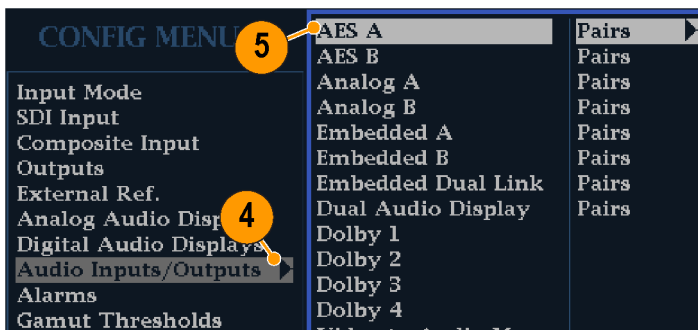 CONFIG MENU
5
Input Mode
SDI Input
Composite Input
Outputs
External Ref.
Analog Audio
4
Digital Audio Displays
Audio Inputs/Outputs
Alarms
Gamut Thresholds
AES A Pairs
AES B Pairs
Analog A Pairs
Analog B Pairs
Embedded A Pairs
Embedded B Pairs
Embedded Dual Link Pairs
Dual Audio Display Pairs
Dolby 1
Dolby 2
Dolby 3
Dolby 4